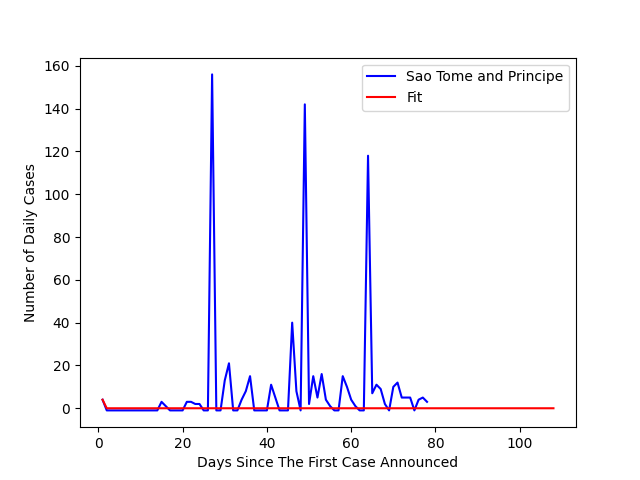 Sao Tome and Principe
Fit
160
140
120
100
80
60
40
20
0
Number of Daily Cases
0 20 40 60 80 100
Days Since The First Case Announced